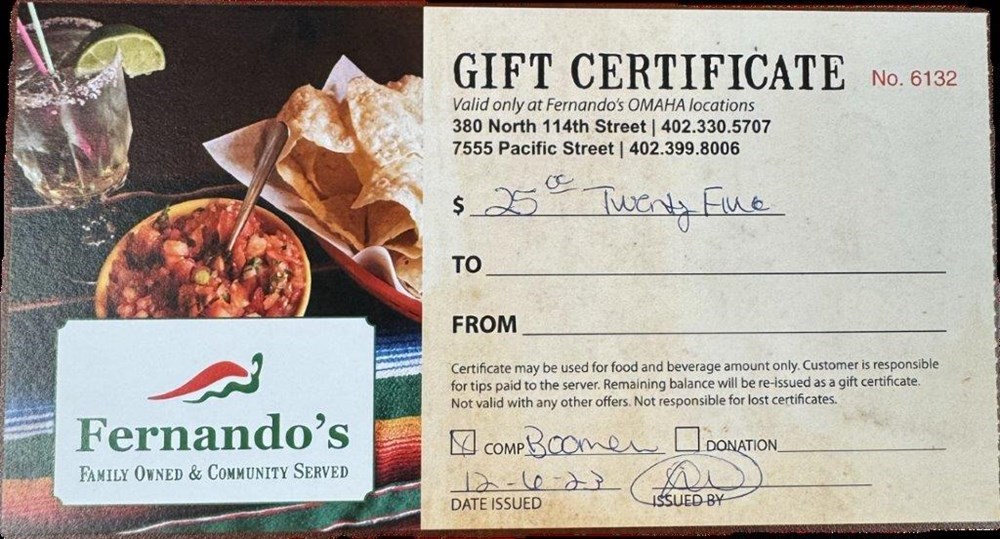 GIFT CERTIFICATE No. 6132
Valid only at Fernando's OMAHA locations
380 North 114th Street | 402.330.5707
7555 Pacific Street | 402.399.8006
$ 25 00 Twenty Five
TO
FROM
Certificate may be used for food and beverage amount only. Customer is responsible
for tips paid to the server. Remaining balance will be re-issued as a gift certificate.
Not valid with any other offers. Not responsible for lost certificates.
COMP Boomer DONATION
12-6-23
DATE ISSUED ISSUED BY
Fernando's
FAMILY OWNED & COMMUNITY SERVED